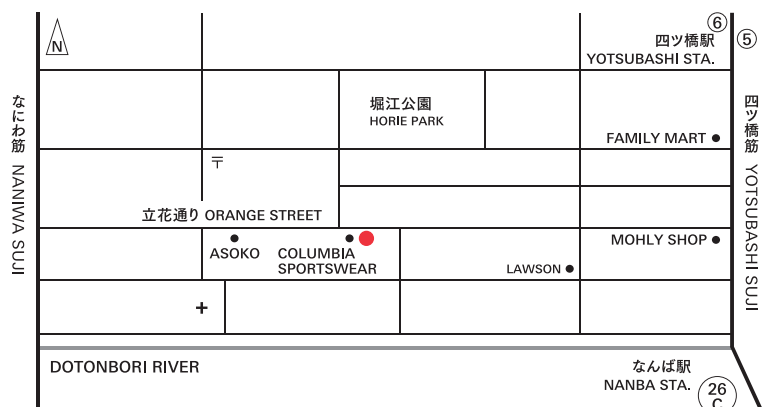 N
6
四ツ橋駅
YOTSUBASHI STA.
5
なにわ筋 NANIWA SUJI
堀江公園
HORIE PARK
四ツ橋筋 YOTSUBASHI SUJI
FAMILY MART
〒
立花通り ORANGE STREET
ASOKO
COLUMBIA
SPORTSWEAR
MOHLY SHOP
LAWSON
DOTONBORI RIVER
なんば駅
NANBA STA.
26
C